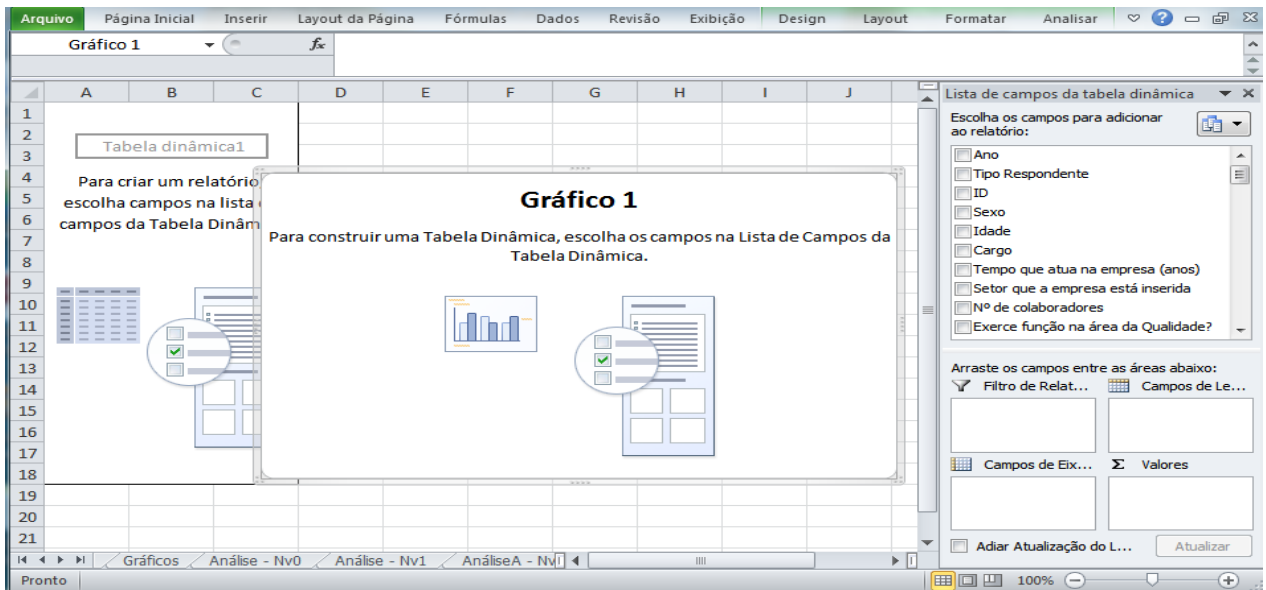 Arquivo Página Inicial Inserir Layout da Página Fórmulas Dados Revisão Exibição Design Layout Formatar Analisar
Gráfico 1 fx
A B C D E F G H I J
1
2
3
4
5
6
7
8
9
10
11
12
13
14
15
16
17
18
19
20
21
Tabela dinâmica1
Para criar um relatório
escolha campos na lista
campos da Tabela Dinâm
Gráfico 1
Para construir uma Tabela Dinâmica, escolha os campos na Lista de Campos da
Tabela Dinâmica.
Lista de campos da tabela dinâmica
Escolha os campos para adicionar
ao relatório:
Ano
Tipo Respondente
ID
Sexo
Idade
Cargo
Tempo que atua na empresa (anos)
Setor que a empresa está inserida
Nº de colaboradores
Exerce função na área da Qualidade?
Arraste os campos entre as áreas abaixo:
Filtro de Relat... Campos de Le...
Campos de Eix... Σ Valores
Adiar Atualização do L... Atualizar
Gráficos Análise - Nv0 Análise - Nv1 AnáliseA - Nv
Pronto 100%